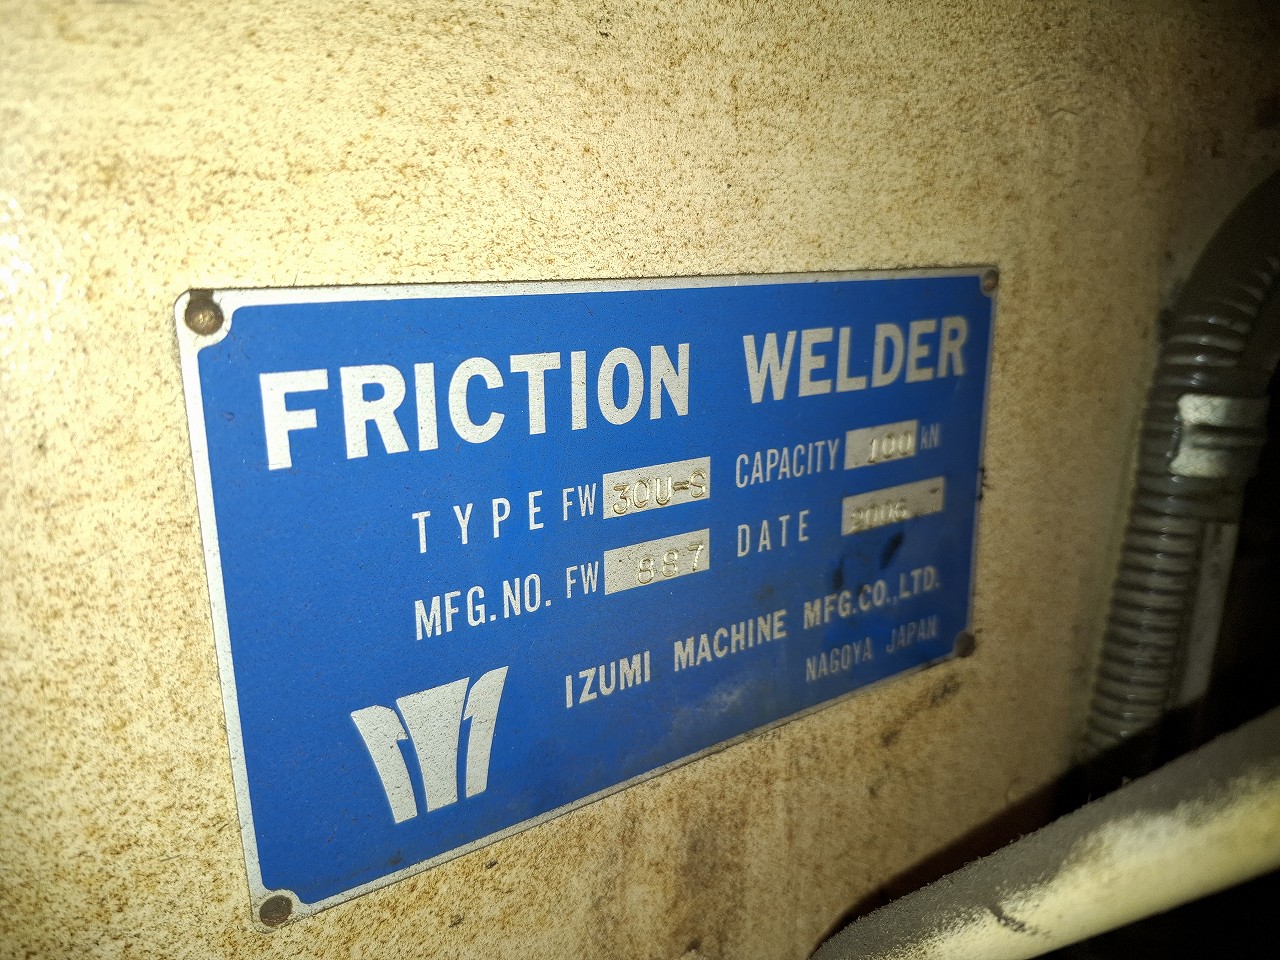 FRICTION WELDER
TYPE FW 30U-S CAPACITY 100 kN
MFG.NO. FW 887 DATE 2006
IZUMI MACHINE MFG.CO.,LTD.
NAGOYA JAPAN